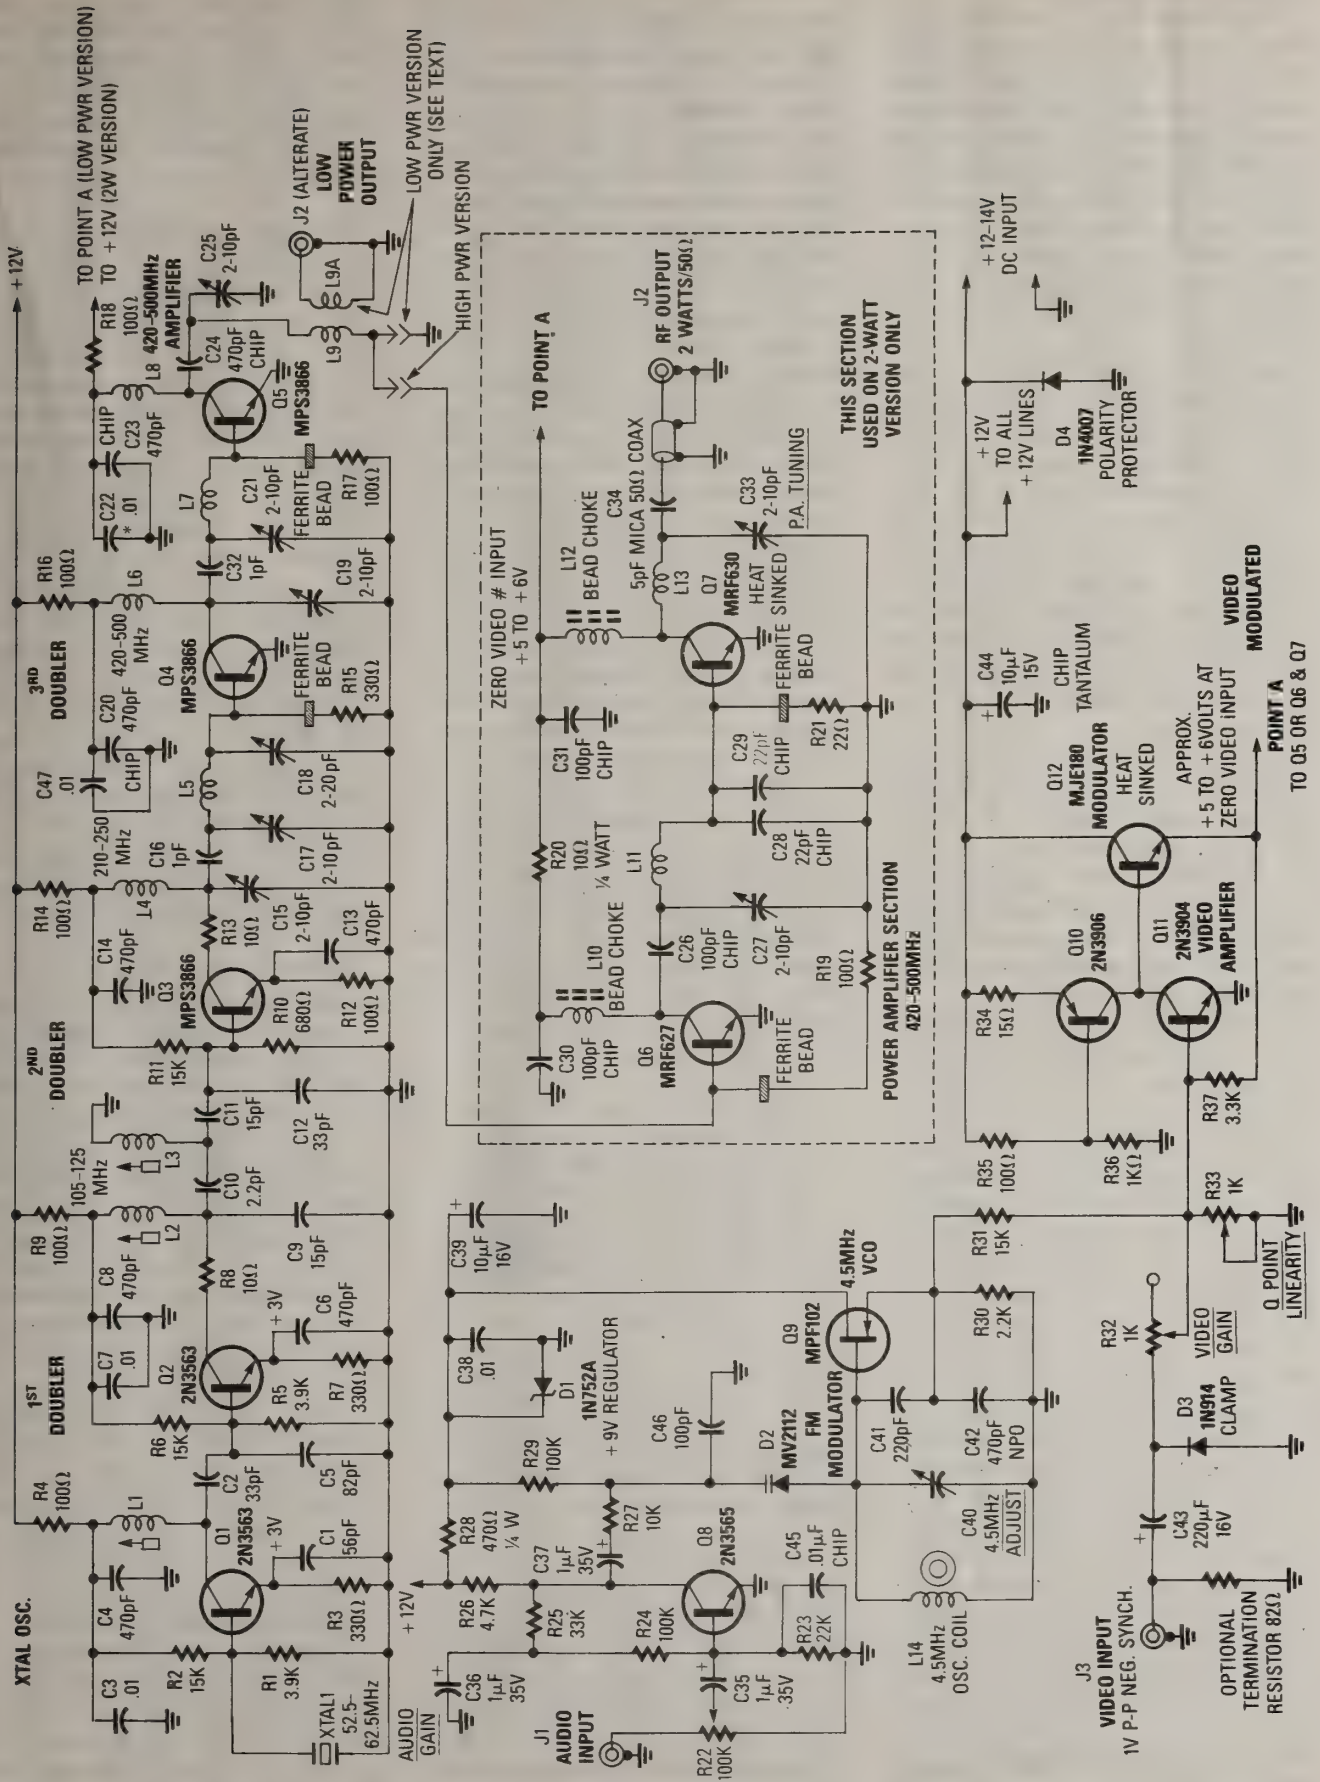 XTAL OSC.
1ST
DOUBLER
2ND
DOUBLER
3RD
DOUBLER
+12V
TO POINT A (LOW PWR VERSION)
TO +12V (2W VERSION)
R18
100Ω
420-500MHz
AMPLIFIER
C3
.01
C4
470pF
R4
100Ω
L1
R2
15K
R1
3.9K
XTAL1
52.5-
62.5MHz
Q1
2N3563
+3V
C1
56pF
R3
330Ω
C2
33pF
C5
82pF
R6
15K
R5
3.9K
C7
.01
C8
470pF
Q2
2N3563
+3V
C6
470pF
R7
330Ω
R8
10Ω
R9
100Ω
L2
105-125
MHz
C9
15pF
C10
2.2pF
L3
C11
15pF
C12
33pF
R11
15K
R10
680Ω
Q3
MPS3866
R12
100Ω
C13
470pF
C14
470pF
R13
10Ω
R14
100Ω
L4
210-250
MHz
C15
2-10pF
C16
1pF
C17
2-10pF
L5
C18
2-20pF
C47
.01
C20
470pF
CHIP
Q4
MPS3866
FERRITE
BEAD
R15
330Ω
420-500
MHz
L6
R16
100Ω
C19
2-10pF
C32
1pF
L7
C21
2-10pF
FERRITE
BEAD
R17
100Ω
C22
* .01
CHIP
C23
470pF
L8
Q5
MPS3866
C24
470pF
CHIP
C25
2-10pF
L9
L9A
J2 (ALTERATE)
LOW
POWER
OUTPUT
LOW PWR VERSION
ONLY (SEE TEXT)
HIGH PWR VERSION
ZERO VIDEO # INPUT
+5 TO +6V
TO POINT A
C30
100pF
CHIP
L10
BEAD CHOKE
R20
10Ω
¼ WATT
C31
100pF
CHIP
L12
BEAD CHOKE
Q6
MRF627
FERRITE
BEAD
C26
100pF
CHIP
C27
2-10pF
R19
100Ω
L11
C28
22pF
CHIP
C29
22pF
CHIP
Q7
MRF630
HEAT
SINKED
FERRITE
BEAD
R21
22Ω
L13
C34
5pF MICA
50Ω COAX
C33
2-10pF
P.A. TUNING
J2
RF OUTPUT
2 WATTS/50Ω
POWER AMPLIFIER SECTION
420-500MHz
THIS SECTION
USED ON 2-WATT
VERSION ONLY
AUDIO
GAIN
J1
AUDIO
INPUT
R22
100K
C36
1µF
35V
C35
1µF
35V
+12V
R26
4.7K
R25
33K
R24
100K
R23
22K
C45
.01µF
CHIP
Q8
2N3565
R28
470Ω
¼ W
C37
1µF
35V
R27
10K
R29
100K
C38
.01
D1
1N752A
+9V REGULATOR
C39
10µF
16V
C46
100pF
D2
MV2112
FM
MODULATOR
Q9
MPF102
4.5MHz
VCO
C41
220pF
C42
470pF
NPO
C40
4.5MHz
ADJUST
L14
4.5MHz
OSC. COIL
R30
2.2K
R31
15K
J3
VIDEO INPUT
1V P-P NEG. SYNCH.
OPTIONAL
TERMINATION
RESISTOR 82Ω
C43
220µF
16V
D3
1N914
CLAMP
R32
1K
VIDEO
GAIN
R33
1K
Q POINT
LINEARITY
R35
100Ω
R36
1KΩ
R34
15Ω
R37
3.3K
Q10
2N3906
Q11
2N3904
VIDEO
AMPLIFIER
Q12
MJE180
MODULATOR
HEAT
SINKED
APPROX.
+5 TO +6VOLTS AT
ZERO VIDEO INPUT
C44
10µF
15V
CHIP
TANTALUM
+12V
TO ALL
+12V LINES
D4
1N4007
POLARITY
PROTECTOR
+12-14V
DC INPUT
VIDEO
MODULATED
POINT A
TO Q5 OR Q6 & Q7